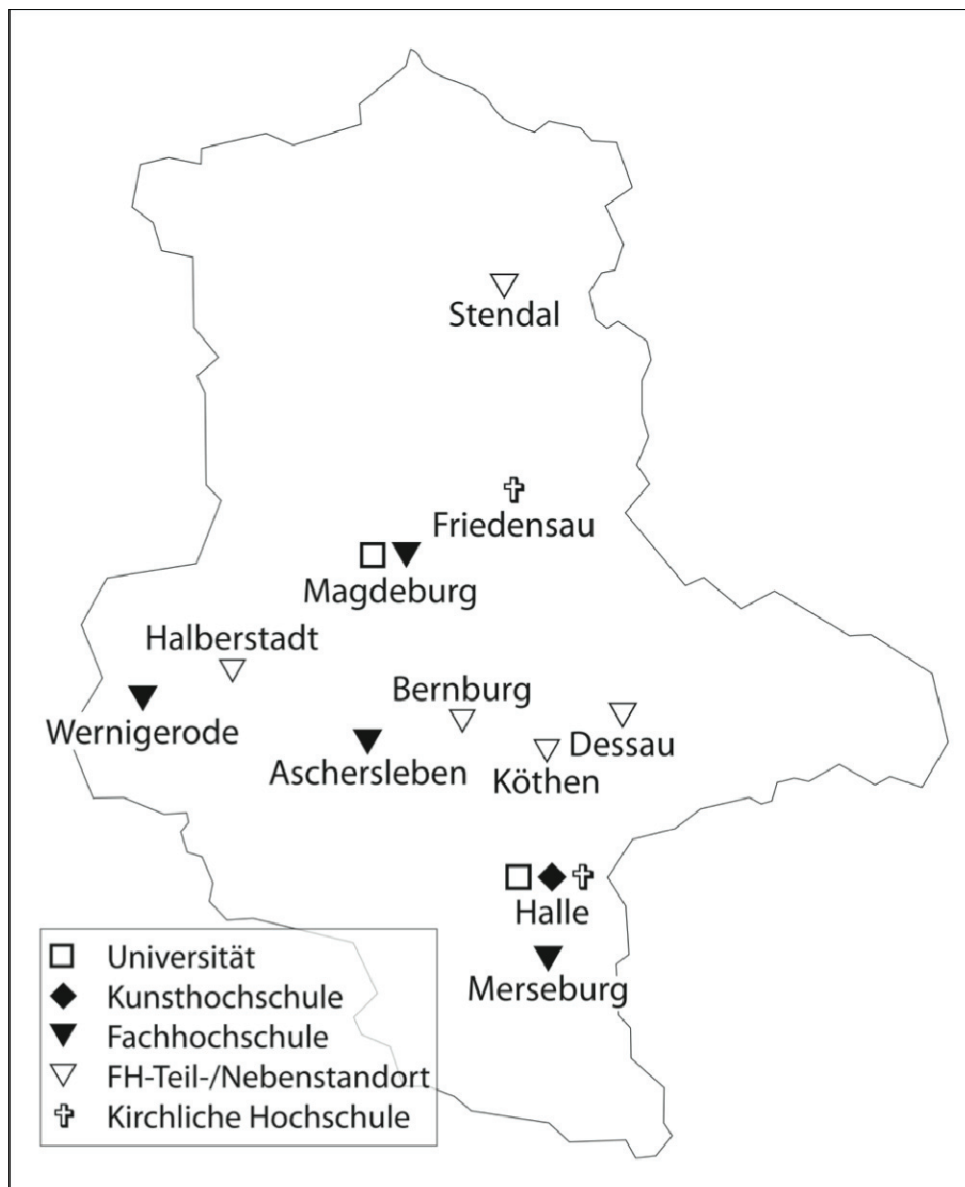 Stendal
Friedensau
Magdeburg
Halberstadt
Bernburg
Wernigerode
Dessau
Aschersleben
Köthen
Halle
Merseburg
Universität
Kunsthochschule
Fachhochschule
FH-Teil-/Nebenstandort
Kirchliche Hochschule